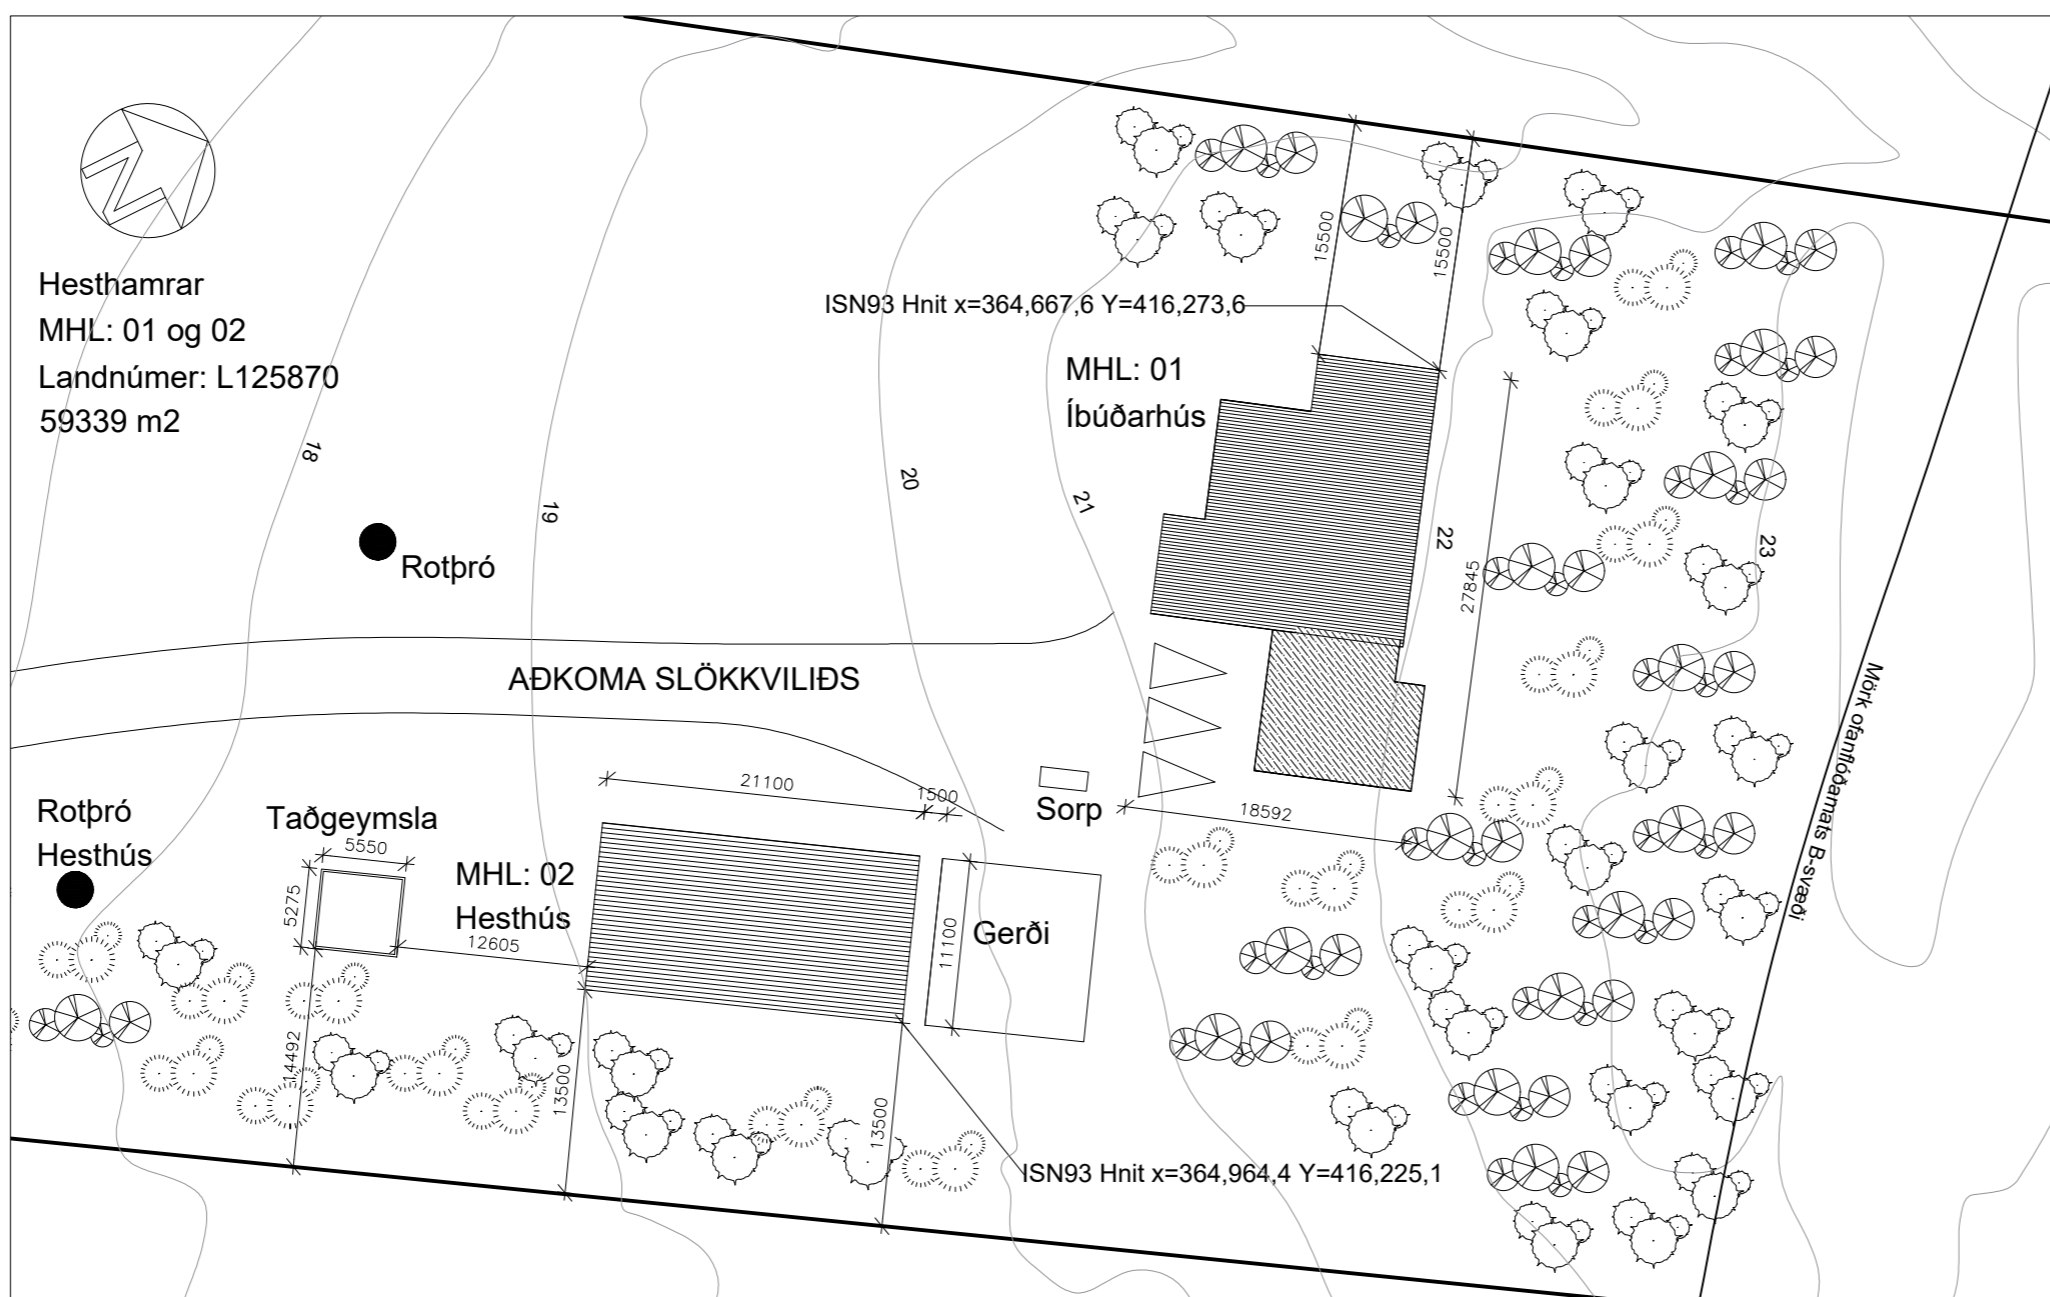 N
Hesthamrar
MHL: 01 og 02
Landnúmer: L125870
59339 m2
15500
15500
ISN93 Hnit x=364,667,6 Y=416,273,6
MHL: 01
Íbúðarhús
18
19
20
21
22
23
Rotþró
27845
AÐKOMA SLÖKKVILIÐS
Mörk ofanflóðamats B-svæði
21100
1500
Sorp
18592
Rotþró
Hesthús
Taðgeymsla
5550
5275
MHL: 02
Hesthús
12605
11100
Gerði
14492
13500
13500
ISN93 Hnit x=364,964,4 Y=416,225,1